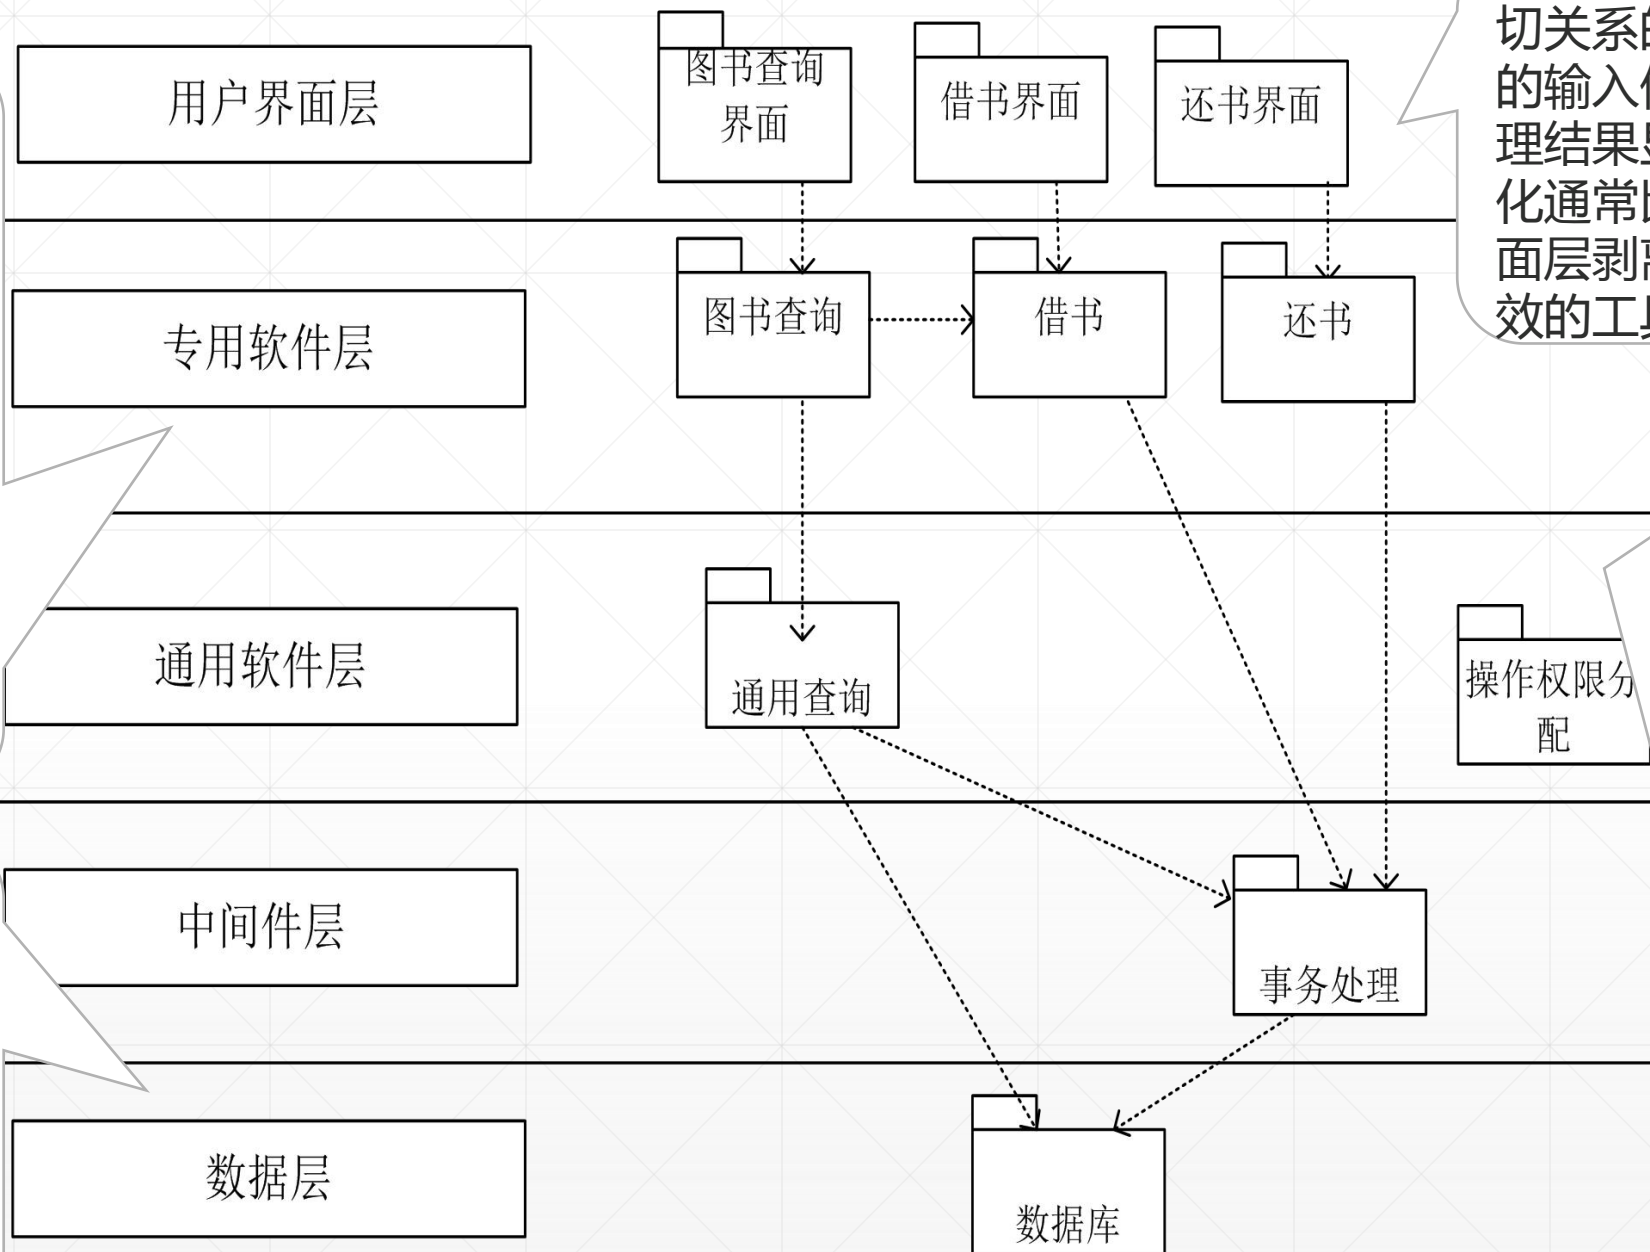 用户界面层
图书查询
界面
借书界面
还书界面
切关系
的输入
理结果
化通常
面层剥
效的工
专用软件层
图书查询
借书
还书
通用软件层
通用查询
操作权限分
配
中间件层
事务处理
数据层
数据库